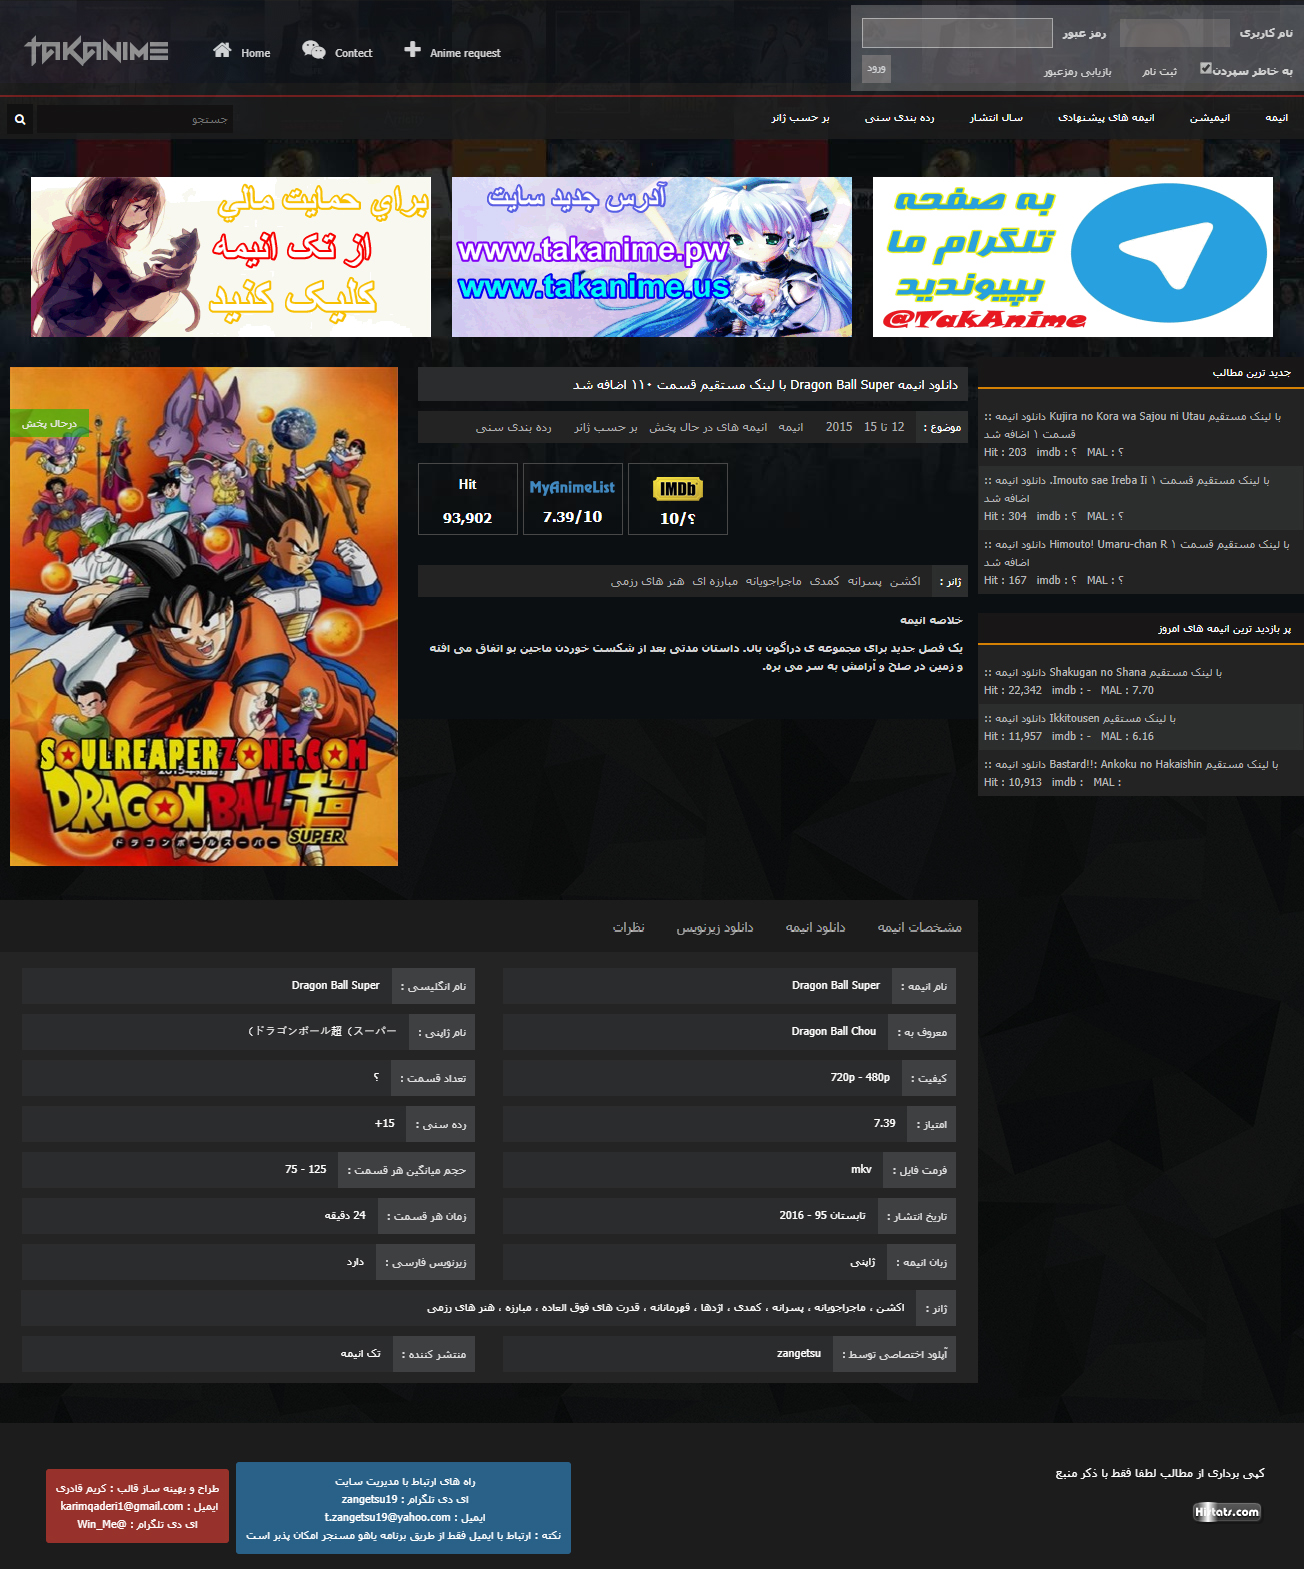 TAKANIME
Home
Contect
Anime request
نام کاربری
رمز عبور
به خاطر سپردن
ثبت نام
بازیابی رمزعبور
ورود
انیمه
انیمیشن
انیمه های پیشنهادی
سال انتشار
رده بندی سنی
بر حسب ژانر
جستجو
براي حمايت مالي
از تک انیمه
کلیک کنید
آدرس جدید سایت
www.takanime.pw
www.takanime.us
به صفحه
تلگرام ما
بپیوندید
@TakAnime
درحال پخش
SOULREAPERZONE.COM
DRAGON BALL超
SUPER
ドラゴンボールスーパー
دانلود انیمه Dragon Ball Super با لینک مستقیم قسمت ۱۱۰ اضافه شد
موضوع : 12 تا 15 2015 انیمه انیمه های در حال پخش بر حسب ژانر رده بندی سنی
Hit
93,902
MyAnimeList
7.39/10
IMDb
10/؟
ژانر : اکشن پسرانه کمدی ماجراجویانه مبارزه ای هنر های رزمی
خلاصه انیمه
یک فصل جدید برای مجموعه ی دراگون بال. داستان مدتی بعد از شکست خوردن ماجین بو اتفاق می افته
و زمین در صلح و آرامش به سر می بره.
جدید ترین مطالب
:: دانلود انیمه Kujira no Kora wa Sajou ni Utau با لینک مستقیم
قسمت ۱ اضافه شد
Hit : 203 imdb : ؟ MAL : ؟
:: دانلود انیمه .Imouto sae Ireba Ii با لینک مستقیم قسمت ۱
اضافه شد
Hit : 304 imdb : ؟ MAL : ؟
:: دانلود انیمه Himouto! Umaru-chan R با لینک مستقیم قسمت ۱
اضافه شد
Hit : 167 imdb : ؟ MAL : ؟
پر بازدید ترین انیمه های امروز
:: دانلود انیمه Shakugan no Shana با لینک مستقیم
Hit : 22,342 imdb : - MAL : 7.70
:: دانلود انیمه Ikkitousen با لینک مستقیم
Hit : 11,957 imdb : - MAL : 6.16
:: دانلود انیمه Bastard!!: Ankoku no Hakaishin با لینک مستقیم
Hit : 10,913 imdb : MAL :
مشخصات انیمه
دانلود انیمه
دانلود زیرنویس
نظرات
نام انیمه : Dragon Ball Super
نام انگلیسی : Dragon Ball Super
معروف به : Dragon Ball Chou
نام ژاپنی : ドラゴンボール超 (スーパー)
کیفیت : 720p - 480p
تعداد قسمت : ؟
امتیاز : 7.39
رده سنی : 15+
فرمت فایل : mkv
حجم میانگین هر قسمت : 125 - 75
تاریخ انتشار : تابستان 95 - 2016
زمان هر قسمت : 24 دقیقه
زبان انیمه : ژاپنی
زیرنویس فارسی : دارد
ژانر : اکشن ، ماجراجویانه ، پسرانه ، کمدی ، اژدها ، قهرمانانه ، قدرت های فوق العاده ، مبارزه ، هنر های رزمی
آپلود اختصاصی توسط : zangetsu
منتشر کننده : تک انیمه
کپی برداری از مطالب لطفا فقط با ذکر منبع
Histats.com
راه های ارتباط با مدیریت سایت
ای دی تلگرام : zangetsu19
ایمیل : t.zangetsu19@yahoo.com
نکته : ارتباط با ایمیل فقط از طریق برنامه یاهو مسنجر امکان پذیر است
طراح و بهینه ساز قالب : کریم قادری
ایمیل : karimqaderi1@gmail.com
ای دی تلگرام : @Win_Me